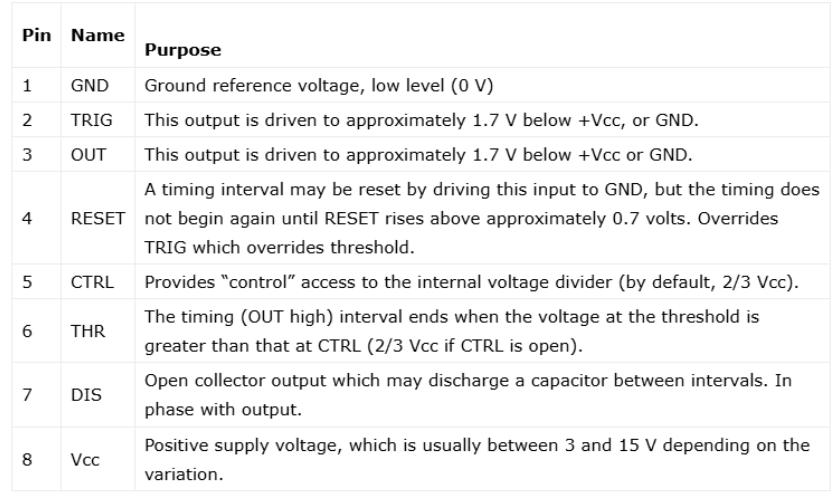 Pin Name Purpose
1 GND Ground reference voltage, low level (0 V)
2 TRIG This output is driven to approximately 1.7 V below +Vcc, or GND.
3 OUT This output is driven to approximately 1.7 V below +Vcc or GND.
A timing interval may be reset by driving this input to GND, but the timing does
4 RESET not begin again until RESET rises above approximately 0.7 volts. Overrides
TRIG which overrides threshold.
5 CTRL Provides “control” access to the internal voltage divider (by default, 2/3 Vcc).
6 THR The timing (OUT high) interval ends when the voltage at the threshold is
greater than that at CTRL (2/3 Vcc if CTRL is open).
7 DIS Open collector output which may discharge a capacitor between intervals. In
phase with output.
8 Vcc Positive supply voltage, which is usually between 3 and 15 V depending on the
variation.